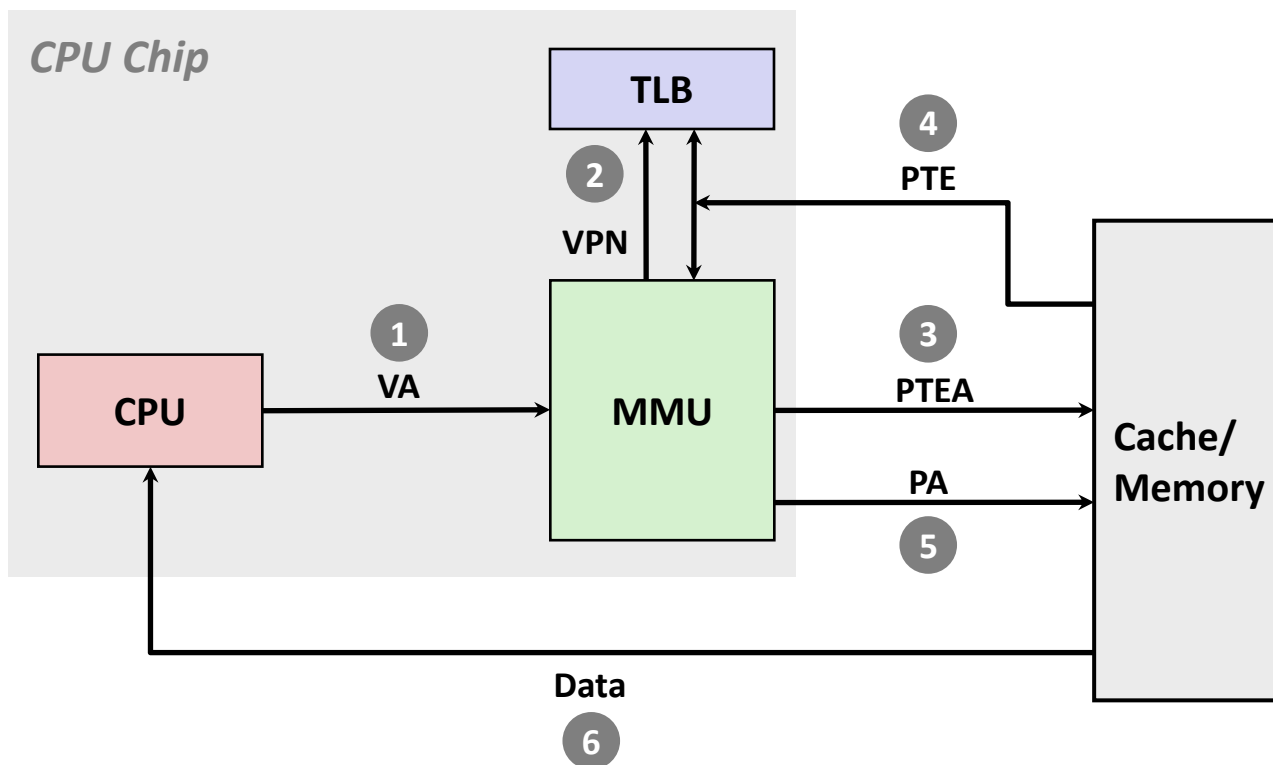 CPU Chip
TLB
4
PTE
2
VPN
1
VA
3
PTEA
CPU
MMU
Cache/
Memory
PA
5
Data
6